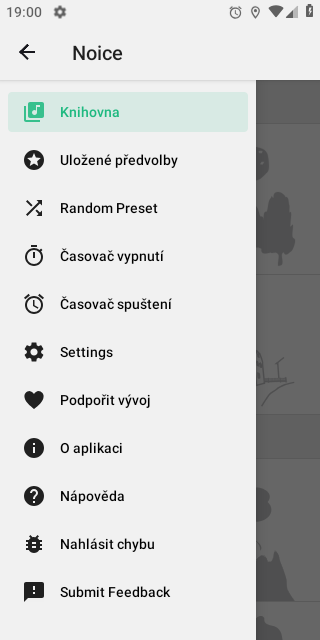 19:00
Noice
Knihovna
Uložené předvolby
Random Preset
Časovač vypnutí
Časovač spuštení
Settings
Podpořit vývoj
O aplikaci
Nápověda
Nahlásit chybu
Submit Feedback